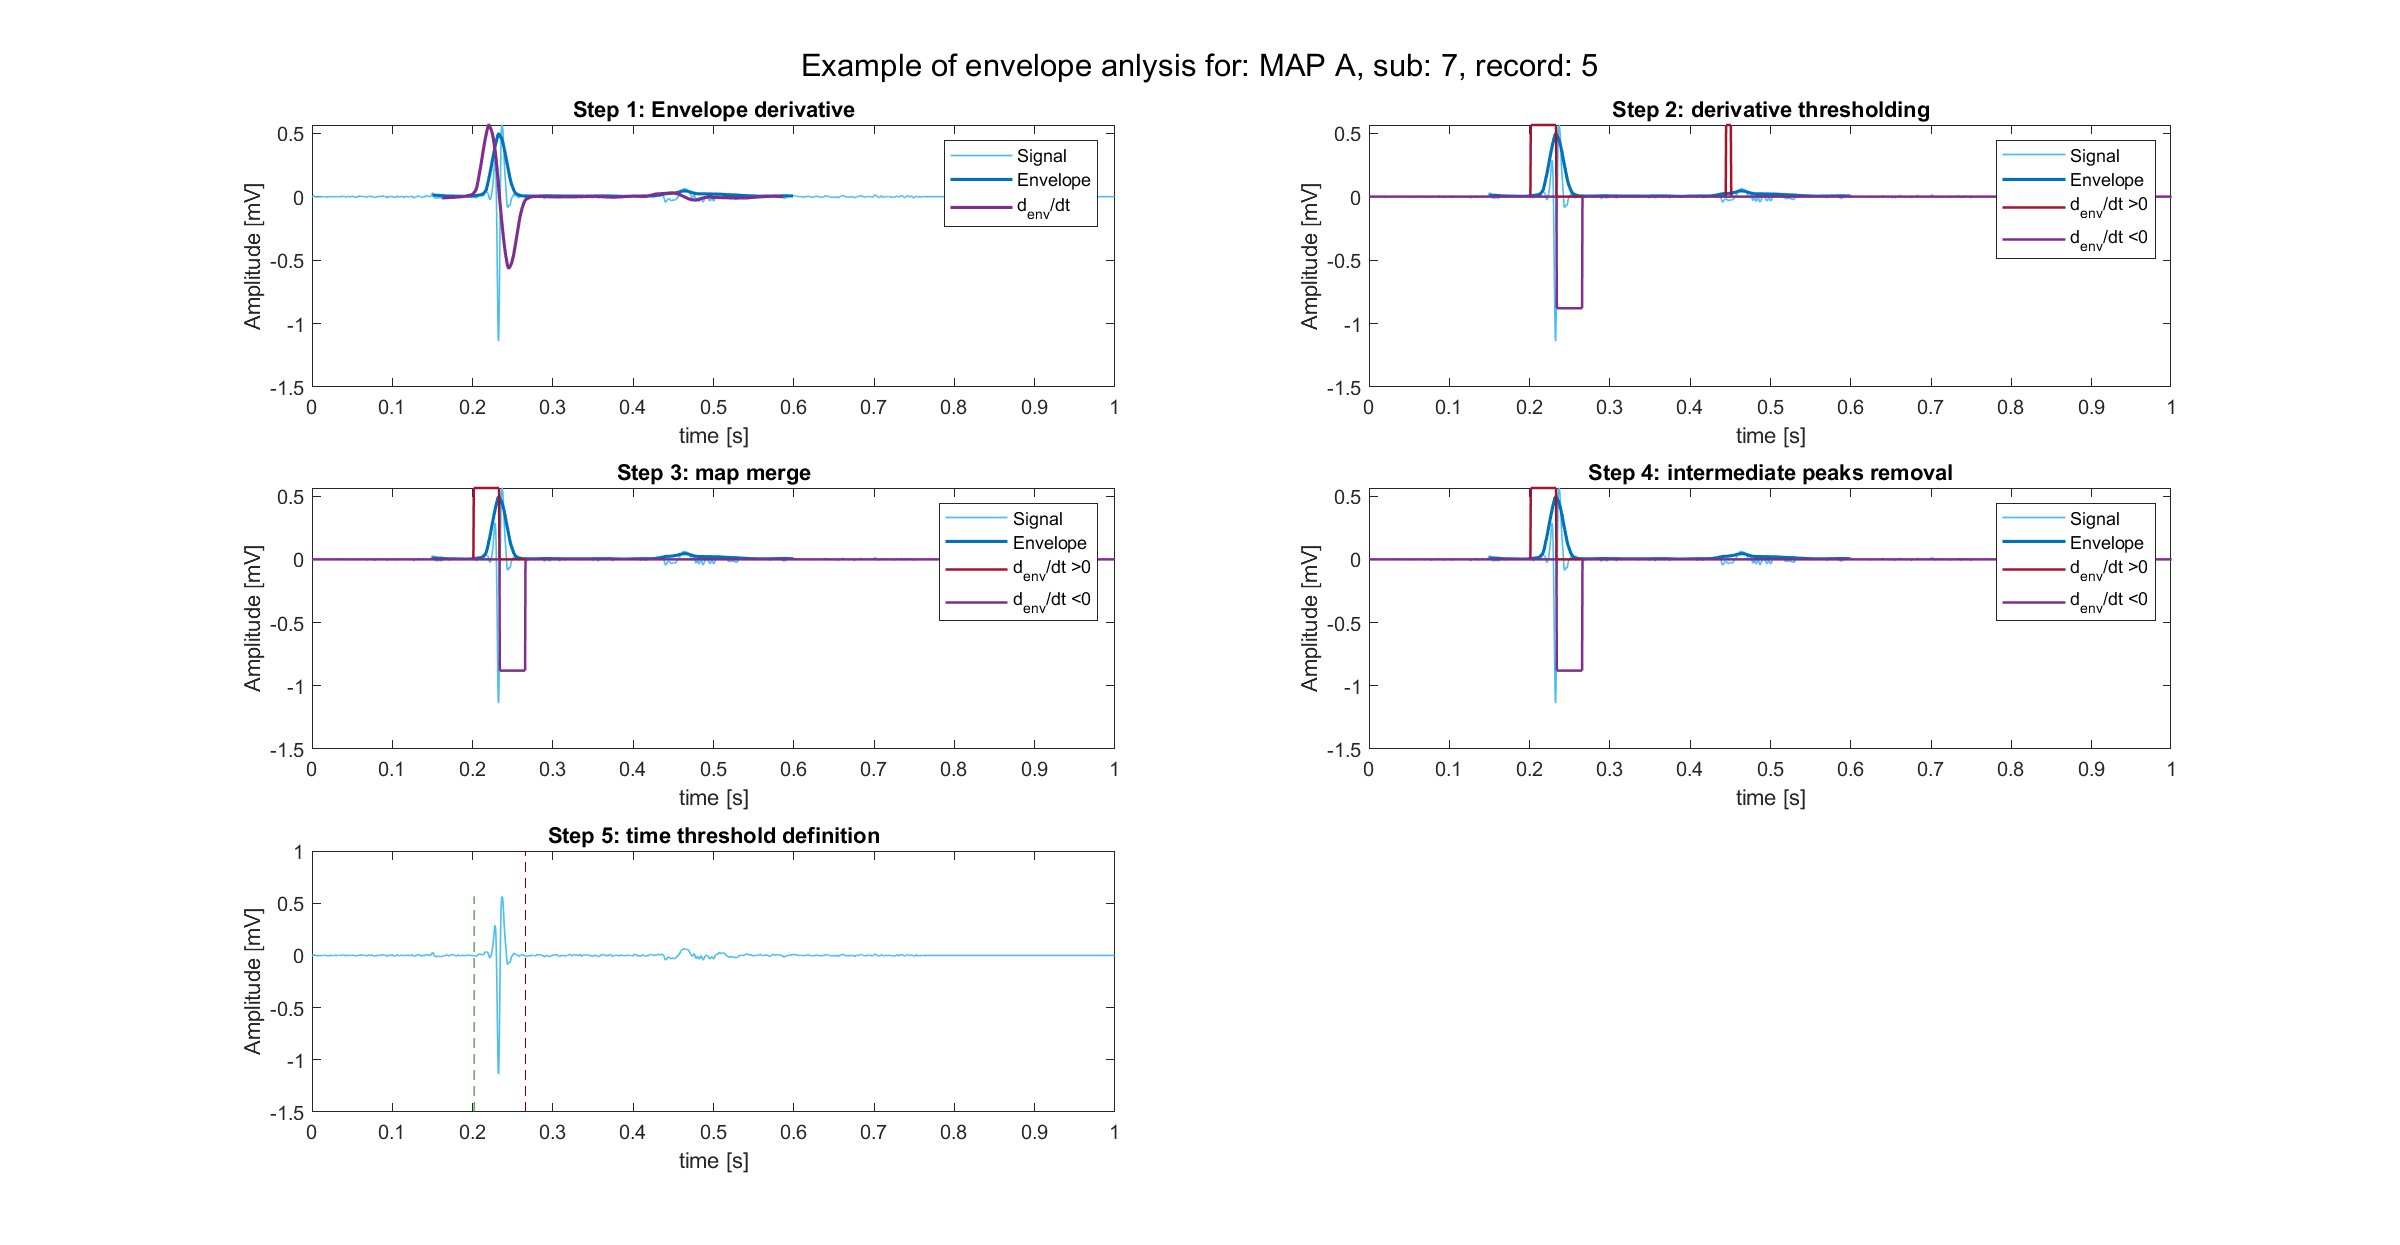 Example of envelope anlysis for: MAP A, sub: 7, record: 5
Step 1: Envelope derivative
0.5
0
-0.5
-1
-1.5
Amplitude [mV]
0 0.1 0.2 0.3 0.4 0.5 0.6 0.7 0.8 0.9 1
time [s]
Signal
Envelope
d_env/dt
Step 2: derivative thresholding
0.5
0
-0.5
-1
-1.5
Amplitude [mV]
0 0.1 0.2 0.3 0.4 0.5 0.6 0.7 0.8 0.9 1
time [s]
Signal
Envelope
d_env/dt >0
d_env/dt <0
Step 3: map merge
0.5
0
-0.5
-1
-1.5
Amplitude [mV]
0 0.1 0.2 0.3 0.4 0.5 0.6 0.7 0.8 0.9 1
time [s]
Signal
Envelope
d_env/dt >0
d_env/dt <0
Step 4: intermediate peaks removal
0.5
0
-0.5
-1
-1.5
Amplitude [mV]
0 0.1 0.2 0.3 0.4 0.5 0.6 0.7 0.8 0.9 1
time [s]
Signal
Envelope
d_env/dt >0
d_env/dt <0
Step 5: time threshold definition
1
0.5
0
-0.5
-1
-1.5
Amplitude [mV]
0 0.1 0.2 0.3 0.4 0.5 0.6 0.7 0.8 0.9 1
time [s]